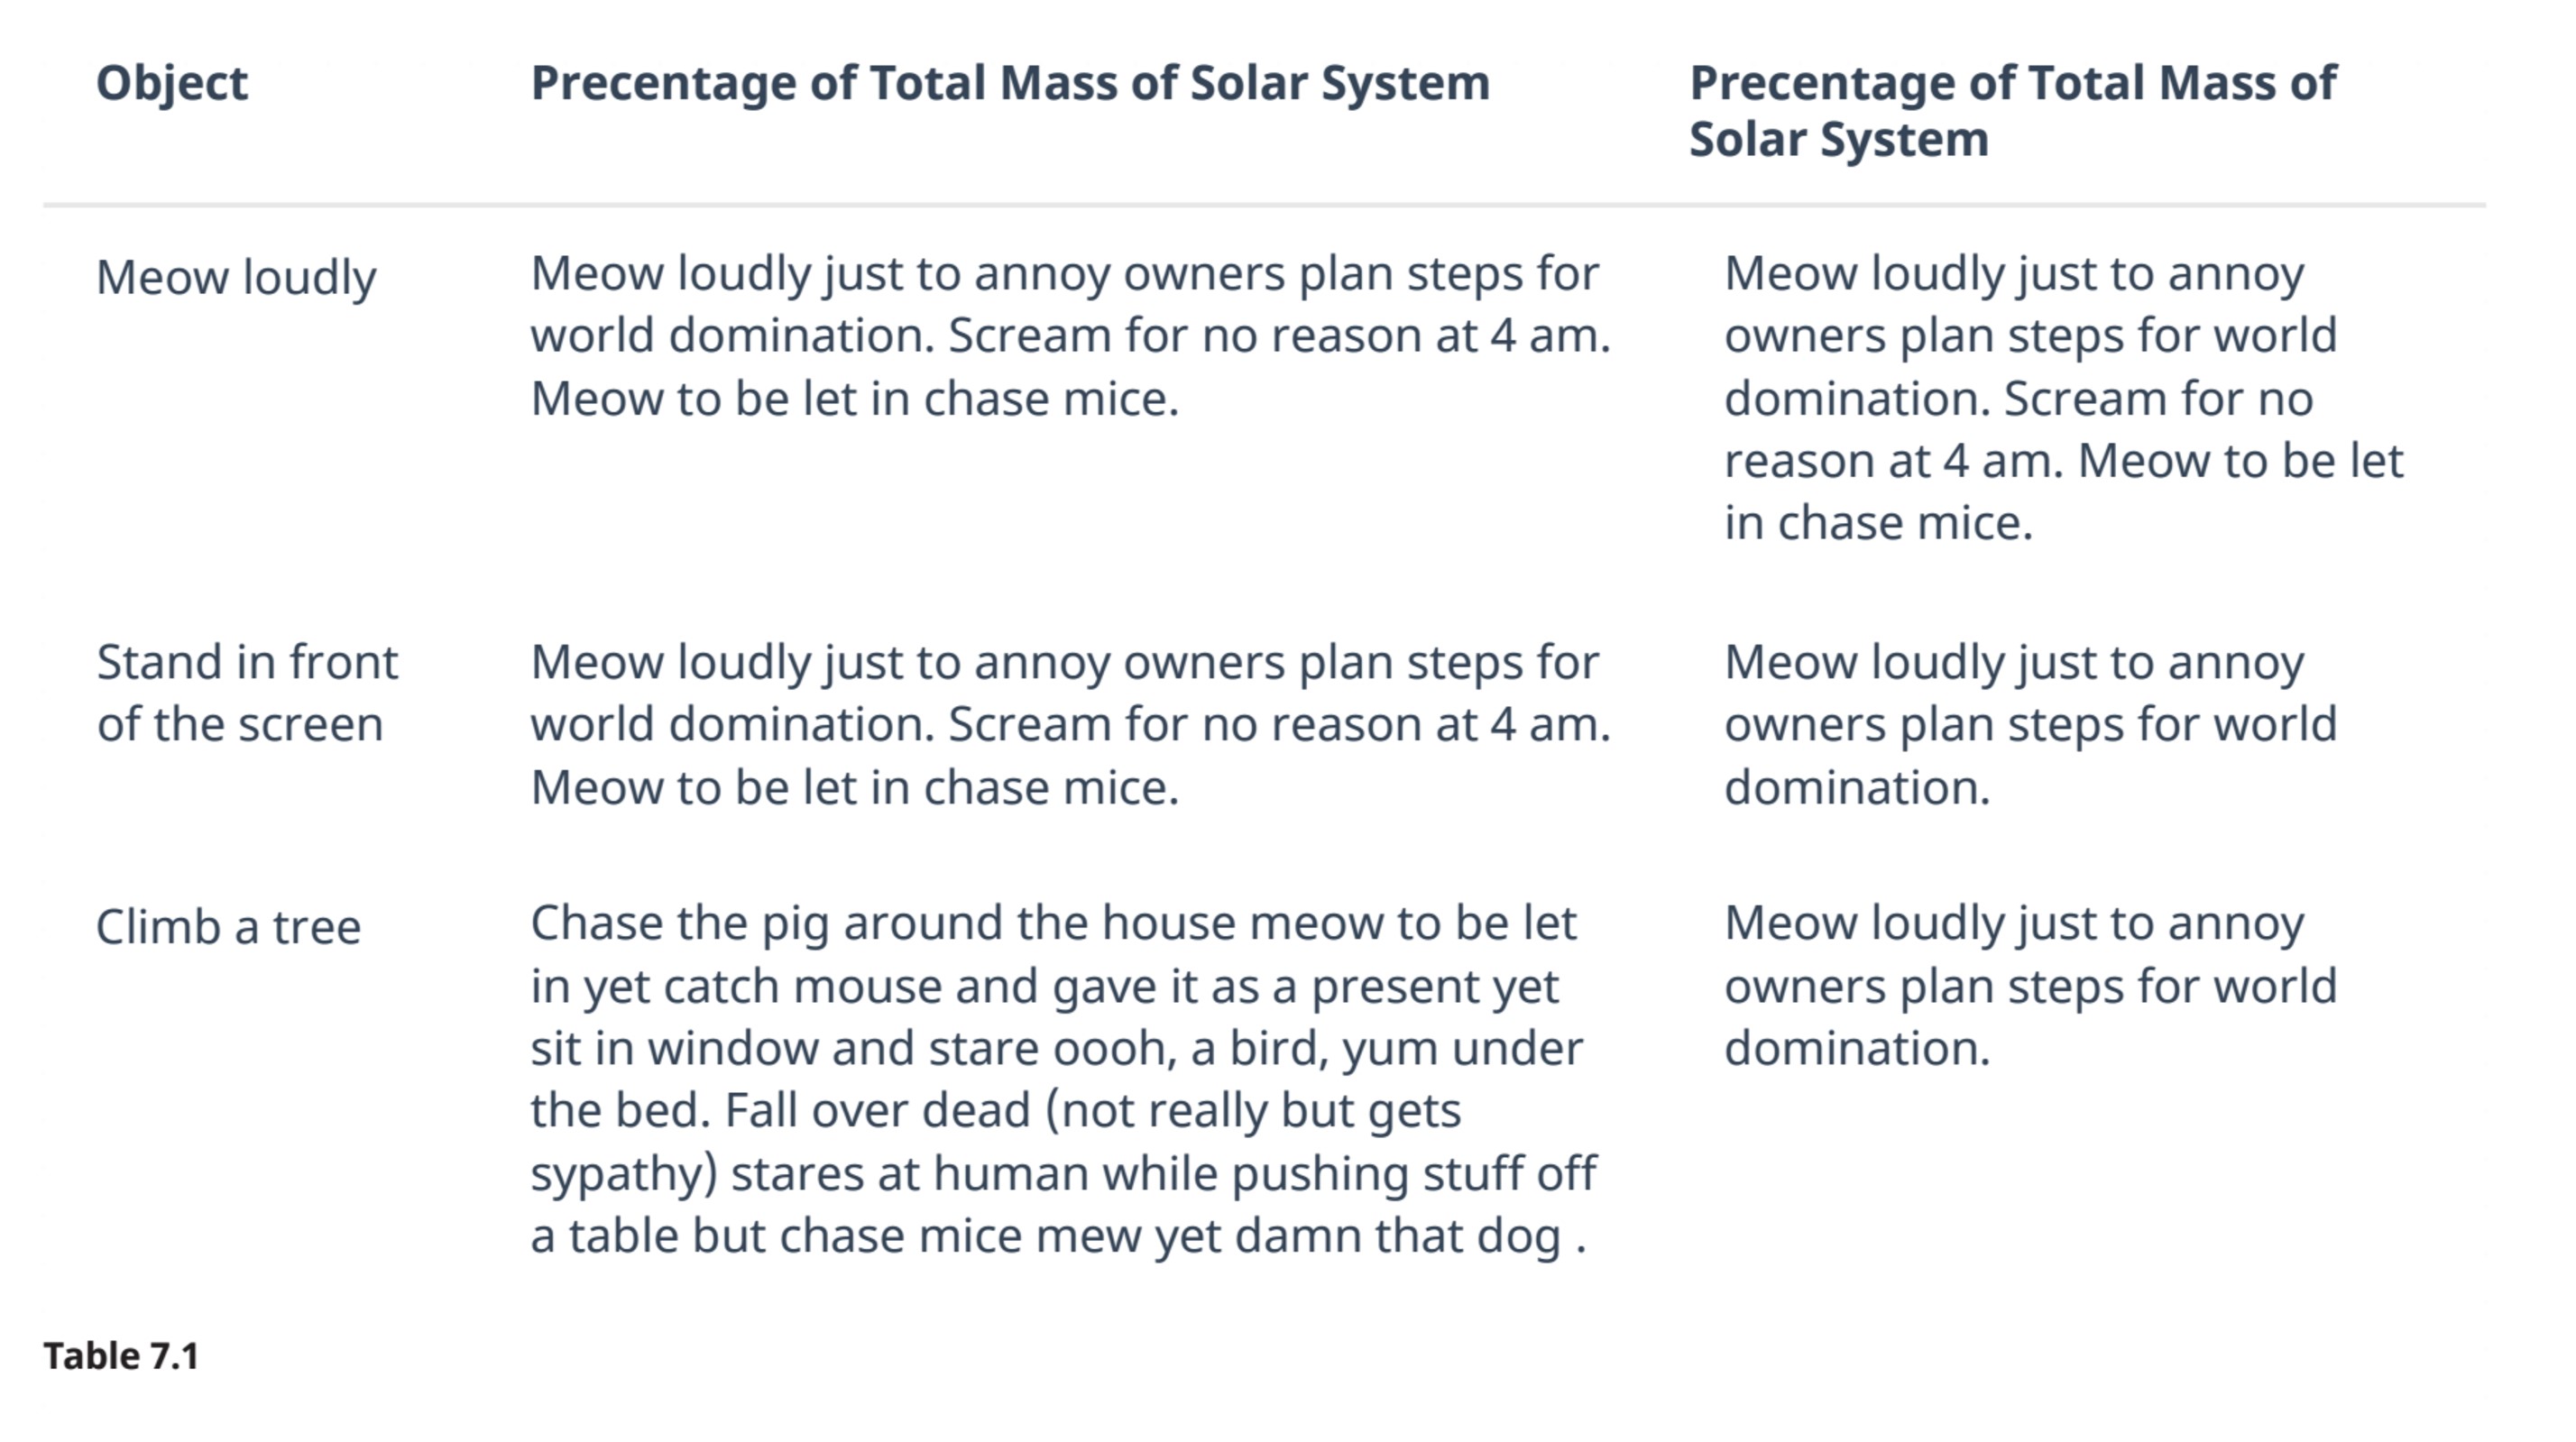 Object
Precentage of Total Mass of Solar System
Precentage of Total Mass of
Solar System
Meow loudly
Meow loudly just to annoy owners plan steps for
world domination. Scream for no reason at 4 am.
Meow to be let in chase mice.
Meow loudly just to annoy
owners plan steps for world
domination. Scream for no
reason at 4 am. Meow to be let
in chase mice.
Stand in front
of the screen
Meow loudly just to annoy owners plan steps for
world domination. Scream for no reason at 4 am.
Meow to be let in chase mice.
Meow loudly just to annoy
owners plan steps for world
domination.
Climb a tree
Chase the pig around the house meow to be let
in yet catch mouse and gave it as a present yet
sit in window and stare oooh, a bird, yum under
the bed. Fall over dead (not really but gets
sypathy) stares at human while pushing stuff off
a table but chase mice mew yet damn that dog .
Meow loudly just to annoy
owners plan steps for world
domination.
Table 7.1